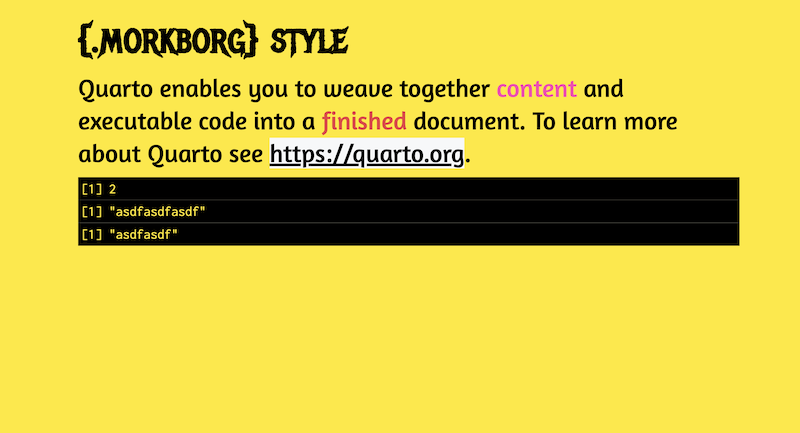 {.MORKBORG} STYLE
Quarto enables you to weave together content and
executable code into a finished document. To learn more
about Quarto see https://quarto.org.
[1] 2
[1] "asdfasdfasdf"
[1] "asdfasdf"